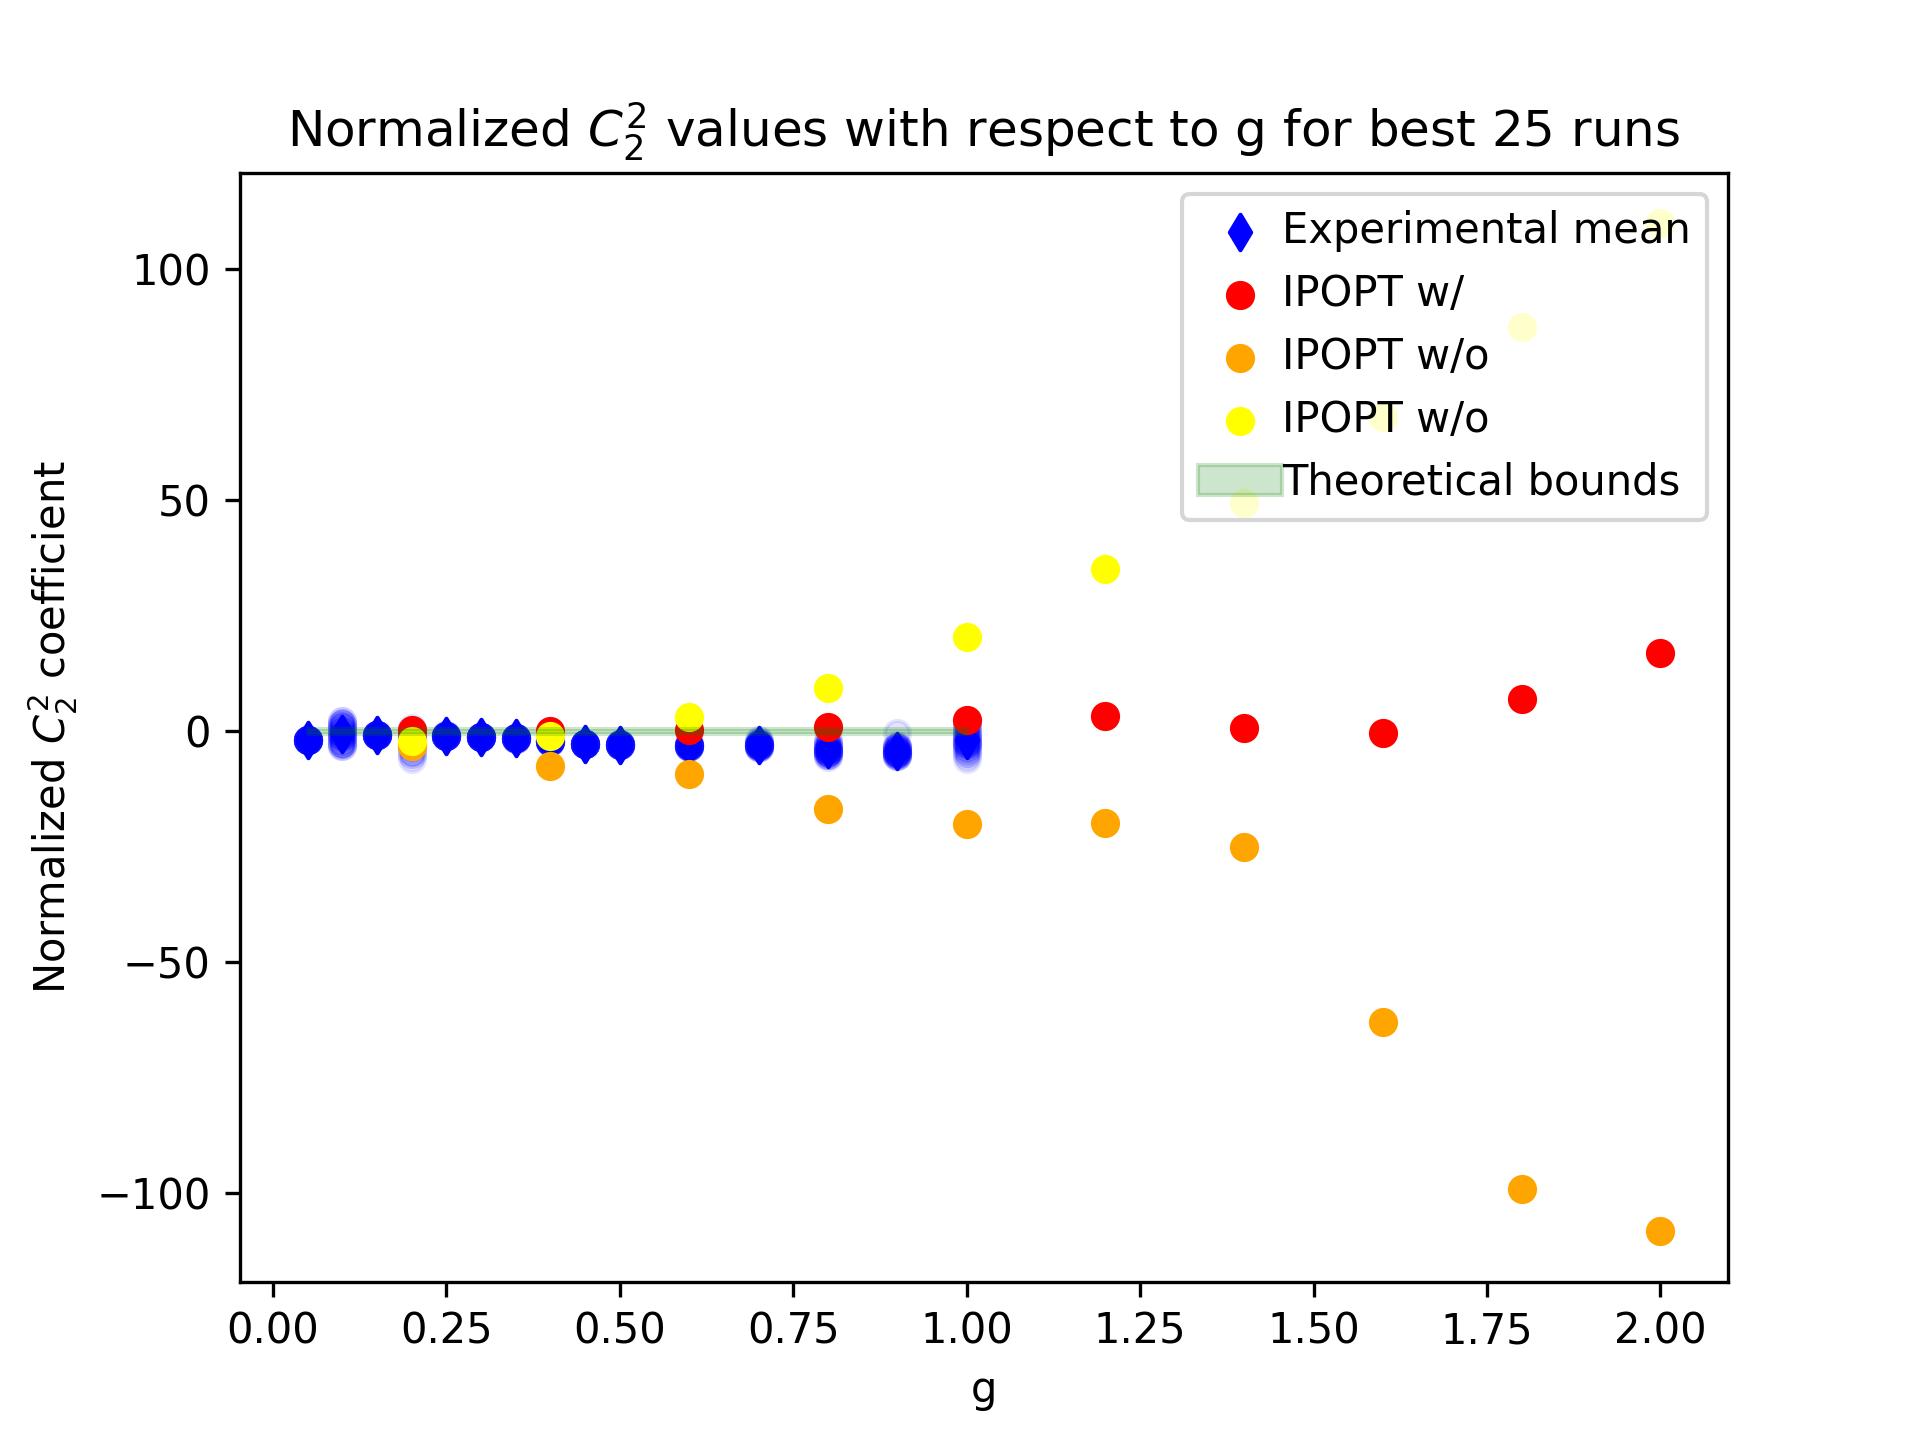 Normalized $C_2^2$ values with respect to g for best 25 runs
Normalized $C_2^2$ coefficient
100
50
0
−50
−100
Experimental mean
IPOPT w/
IPOPT w/o
IPOPT w/o
Theoretical bounds
0.00 0.25 0.50 0.75 1.00 1.25 1.50 1.75 2.00
g